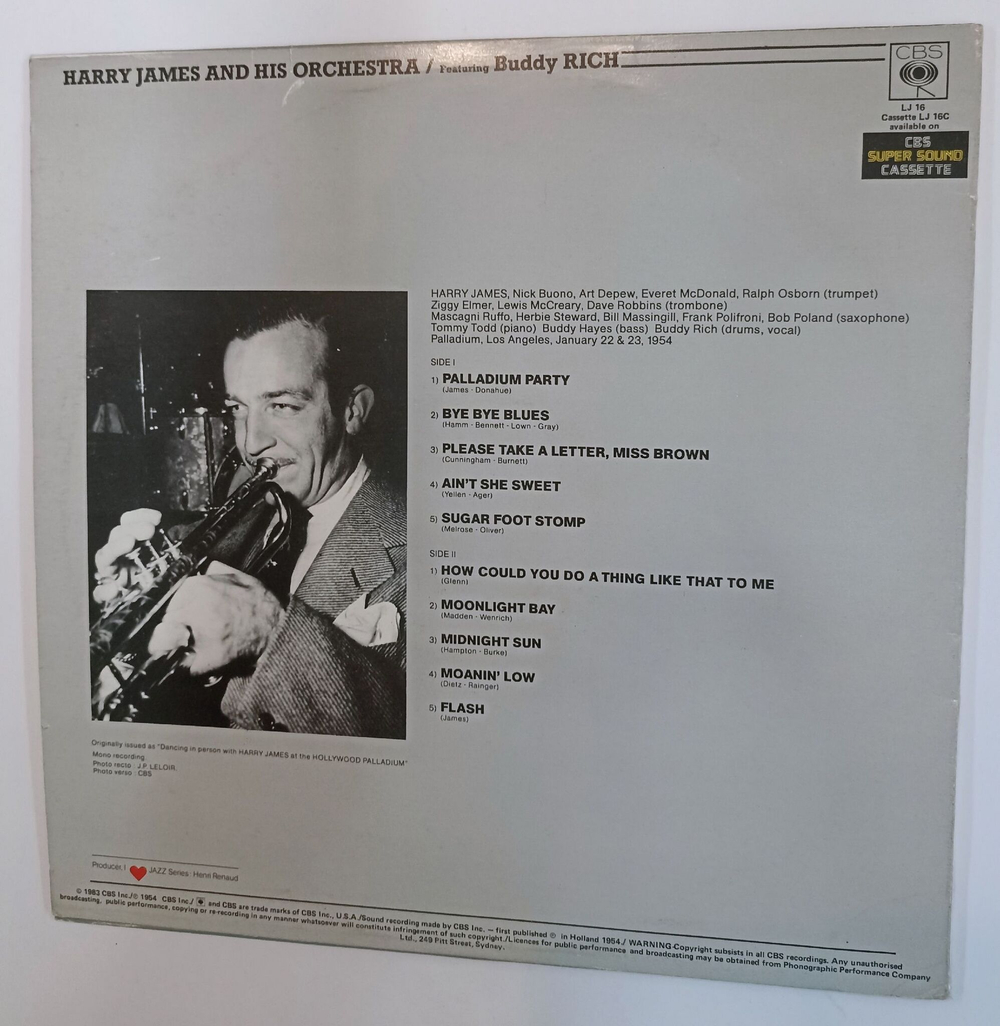 HARRY JAMES AND HIS ORCHESTRA / Featuring Buddy RICH
CBS
LJ 16
Cassette LJ 16C
available on
CBS
SUPER SOUND
CASSETTE
HARRY JAMES, Nick Buono, Art Depew, Everet McDonald, Ralph Osborn (trumpet)
Ziggy Elmer, Lewis McCreary, Dave Robbins (trombone)
Mascagni Ruffo, Herbie Steward, Bill Massingill, Frank Polifroni, Bob Poland (saxophone)
Tommy Todd (piano) Buddy Hayes (bass) Buddy Rich (drums, vocal)
Palladium, Los Angeles, January 22 & 23, 1954
SIDE I
1) PALLADIUM PARTY
(James - Donahue)
2) BYE BYE BLUES
(Hamm - Bennett - Lown - Gray)
3) PLEASE TAKE A LETTER, MISS BROWN
(Cunningham - Burnett)
4) AIN'T SHE SWEET
(Yellen - Ager)
5) SUGAR FOOT STOMP
(Melrose - Oliver)
SIDE II
1) HOW COULD YOU DO A THING LIKE THAT TO ME
(Glenn)
2) MOONLIGHT BAY
(Madden - Wenrich)
3) MIDNIGHT SUN
(Hampton - Burke)
4) MOANIN' LOW
(Dietz - Rainger)
5) FLASH
(James)
Originally issued as "Dancing in person with HARRY JAMES at the HOLLYWOOD PALLADIUM"
Mono recording
Photo recto : J.P. LELOIR.
Photo verso : CBS
Producer, I ♥ JAZZ Series : Henri Renaud
© 1983 CBS Inc./℗ 1954 CBS Inc./ and CBS are trade marks of CBS Inc., U.S.A./Sound recording made by CBS Inc. – first published ℗ in Holland 1954./ WARNING-Copyright subsists in all CBS recordings. Any unauthorised
broadcasting, public performance, copying or re-recording in any manner whatsoever will constitute infringement of such copyright./Licences for public performance and broadcasting may be obtained from Phonographic Performance Company
Ltd., 249 Pitt Street, Sydney.